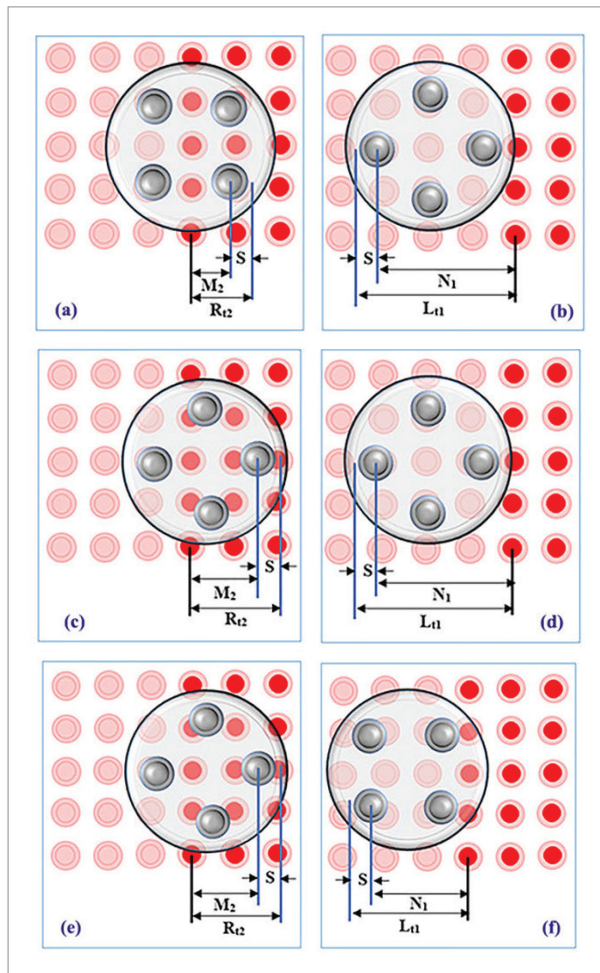 S
M₂
Rₜ₂
(a)
S
N₁
Lₜ₁
(b)
S
M₂
Rₜ₂
(c)
S
N₁
Lₜ₁
(d)
S
M₂
Rₜ₂
(e)
S
N₁
Lₜ₁
(f)